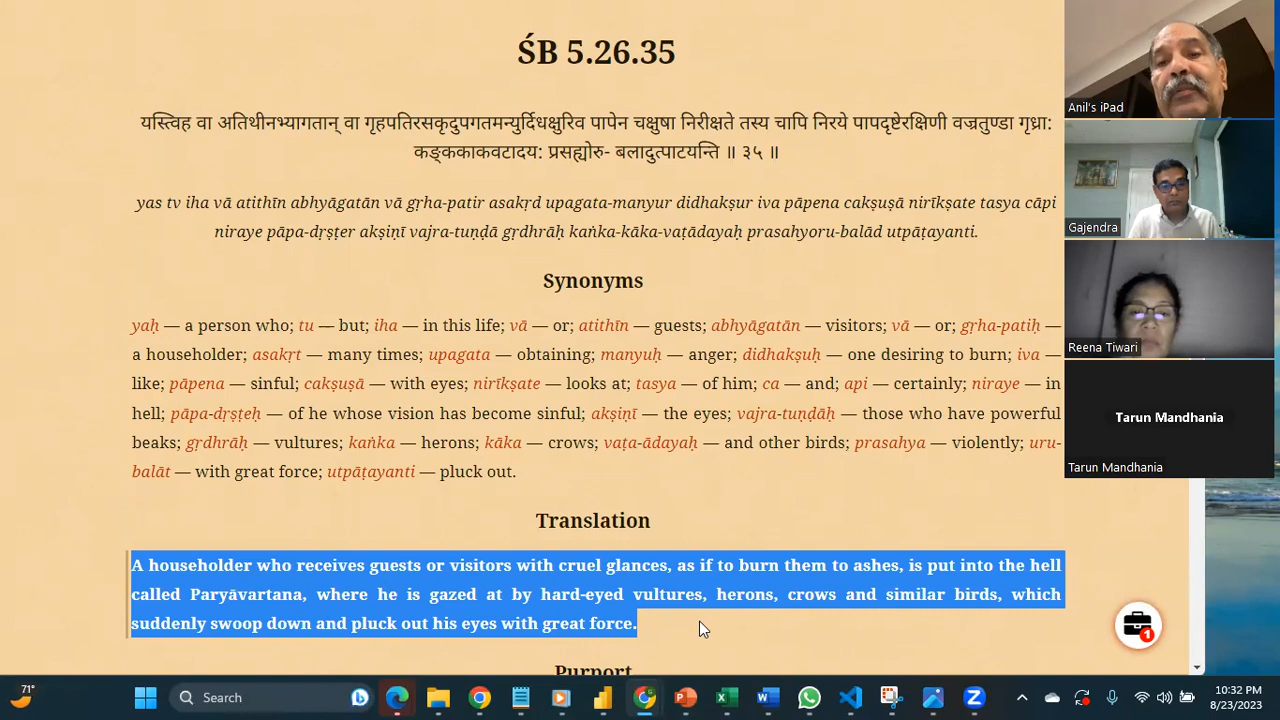 ŚB 5.26.35
यस्त्विह वा अतिथीनभ्यागतान् वा गृहपतिरसकृदुपगतमन्युर्दिधक्षुरिव पापेन चक्षुषा निरीक्षते तस्य चापि निरये पापदृष्टेरक्षिणी वज्रतुण्डा गृध्रा:
कङ्ककाकवटादय: प्रसह्योरु- बलादुत्पाटयन्ति ॥ ३५ ॥
yas tv iha vā atithīn abhyāgatān vā gṛha-patir asakṛd upagata-manyur didhakṣur iva pāpena cakṣuṣā nirīkṣate tasya cāpi
niraye pāpa-dṛṣṭer akṣiṇī vajra-tuṇḍā gṛdhrāḥ kaṅka-kāka-vaṭādayaḥ prasahyoru-balād utpāṭayanti.
Synonyms
yaḥ — a person who; tu — but; iha — in this life; vā — or; atithīn — guests; abhyāgatān — visitors; vā — or; gṛha-patiḥ —
a householder; asakṛt — many times; upagata — obtaining; manyuḥ — anger; didhakṣuḥ — one desiring to burn; iva —
like; pāpena — sinful; cakṣuṣā — with eyes; nirīkṣate — looks at; tasya — of him; ca — and; api — certainly; niraye — in
hell; pāpa-dṛṣṭeḥ — of he whose vision has become sinful; akṣiṇī — the eyes; vajra-tuṇḍāḥ — those who have powerful
beaks; gṛdhrāḥ — vultures; kaṅka — herons; kāka — crows; vaṭa-ādayaḥ — and other birds; prasahya — violently; uru-
balāt — with great force; utpāṭayanti — pluck out.
Translation
A householder who receives guests or visitors with cruel glances, as if to burn them to ashes, is put into the hell
called Paryāvartana, where he is gazed at by hard-eyed vultures, herons, crows and similar birds, which
suddenly swoop down and pluck out his eyes with great force.
Purport
Anil's iPad
Gajendra
Reena Tiwari
Tarun Mandhania
Tarun Mandhania
1
71°
Search
10:32 PM
8/23/2023